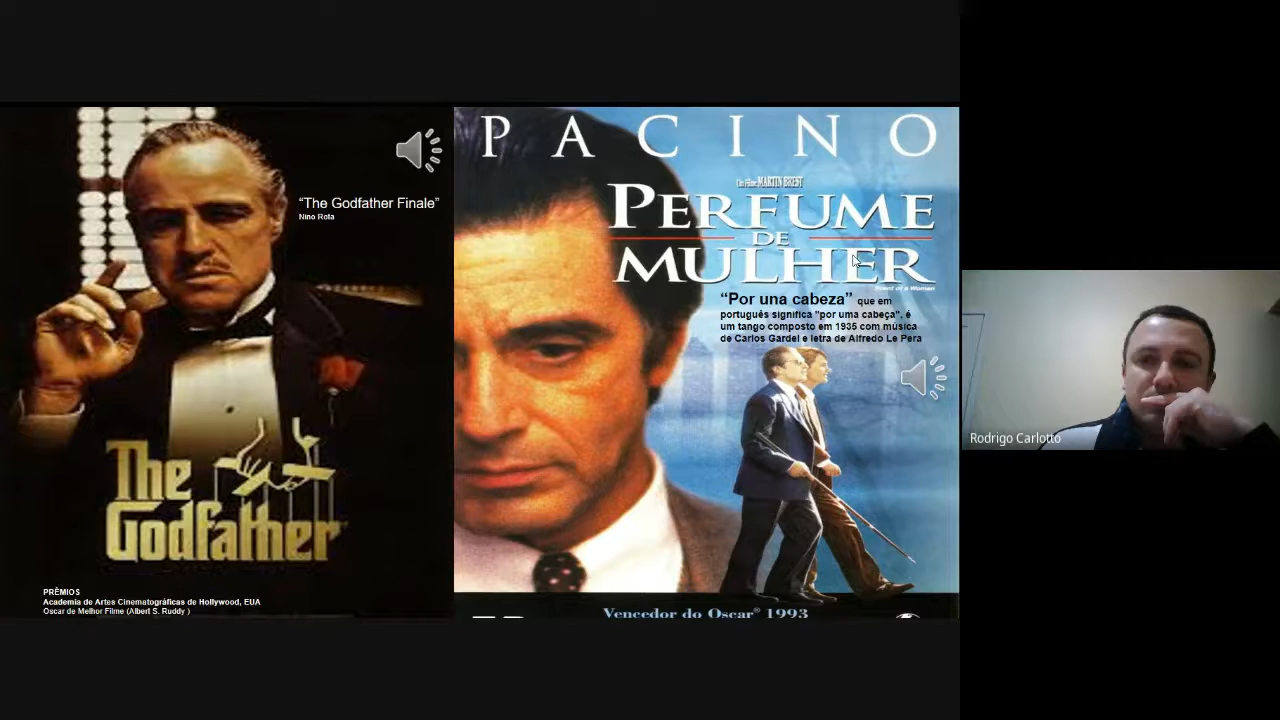 “The Godfather Finale”
Nino Rota
The
Godfather
PRÊMIOS
Academia de Artes Cinematográficas de Hollywood, EUA
Oscar de Melhor Filme (Albert S. Ruddy )
PACINO
Um Filme MARTIN BREST
PERFUME
DE
MULHER
Scent of a Woman
“Por una cabeza” que em
português significa "por uma cabeça", é
um tango composto em 1935 com música
de Carlos Gardel e letra de Alfredo Le Pera
Vencedor do Oscar® 1993
Rodrigo Carlotto